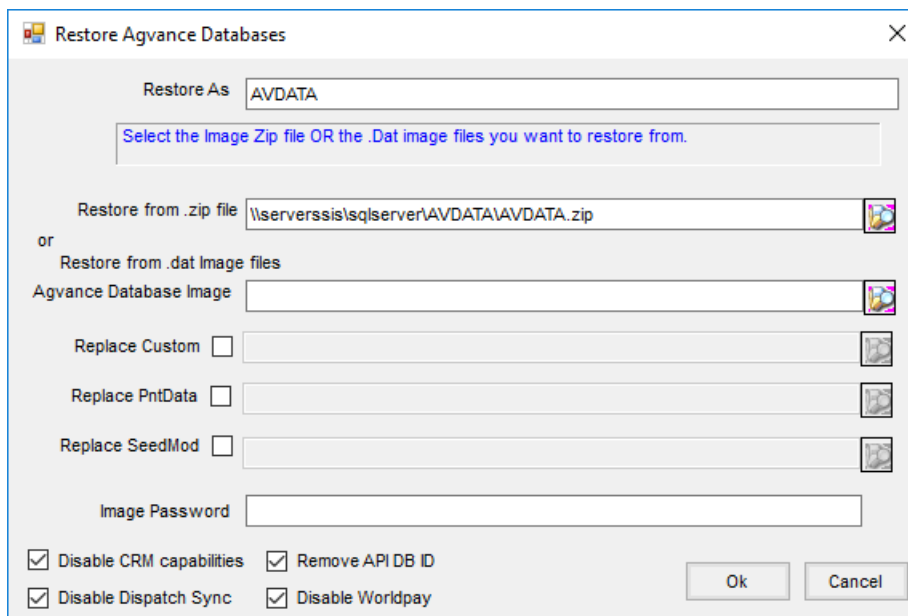 Restore Agvance Databases
Restore As AVDATA
Select the Image Zip file OR the .Dat image files you want to restore from.
Restore from .zip file \\serverssis\sqlserver\AVDATA\AVDATA.zip
or
Restore from .dat Image files
Agvance Database Image
Replace Custom
Replace PntData
Replace SeedMod
Image Password
Disable CRM capabilities Remove API DB ID
Disable Dispatch Sync Disable Worldpay
Ok Cancel